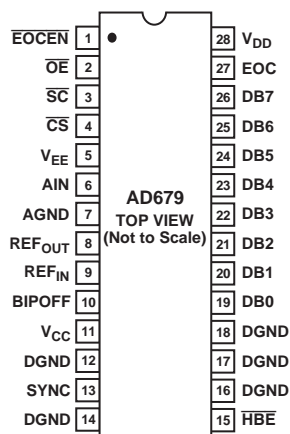 EOCEN 1 28 VDD
OE 2 27 EOC
SC 3 26 DB7
CS 4 25 DB6
VEE 5 24 DB5
AIN 6 23 DB4
AGND 7 22 DB3
REFOUT 8 21 DB2
REFIN 9 20 DB1
BIPOFF 10 19 DB0
VCC 11 18 DGND
DGND 12 17 DGND
SYNC 13 16 DGND
DGND 14 15 HBE
AD679
TOP VIEW
(Not to Scale)